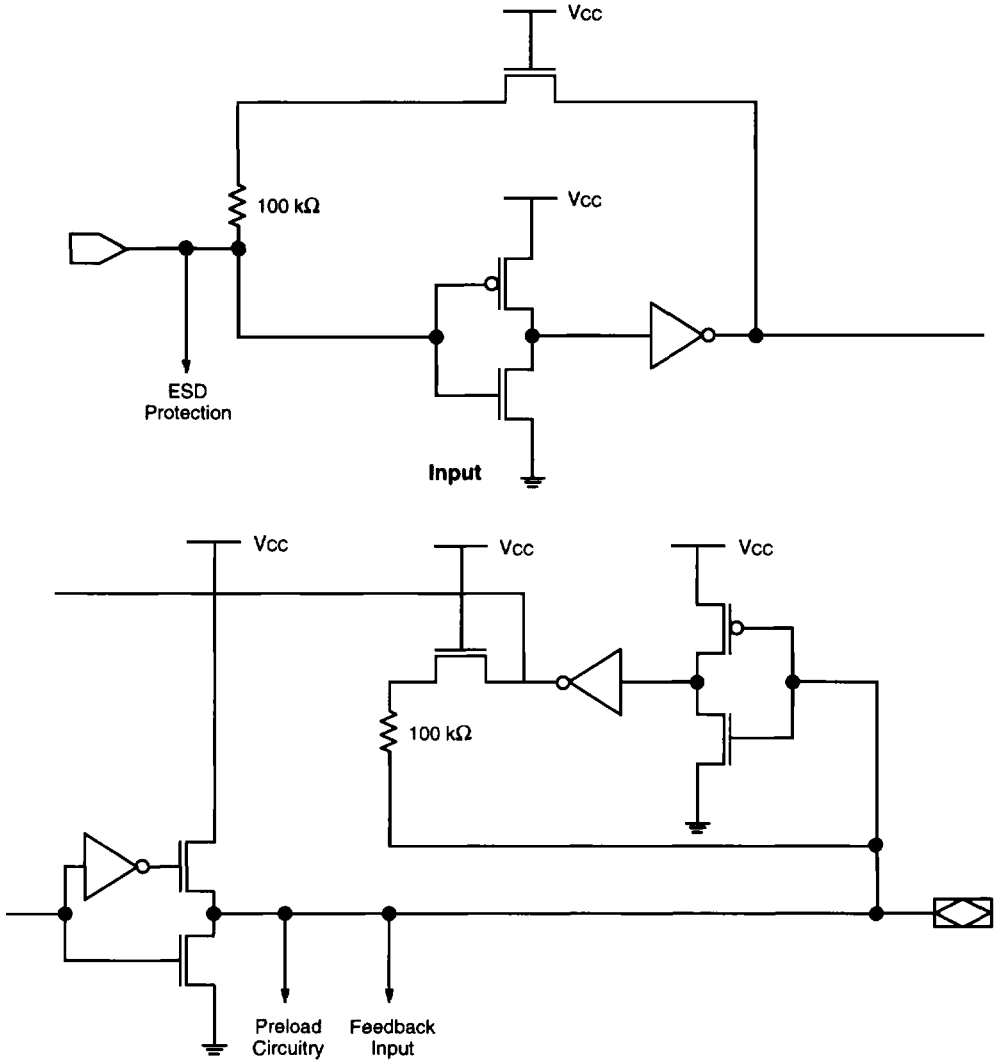 Vcc
100 kΩ
Vcc
ESD
Protection
Input
Vcc
Vcc
Vcc
100 kΩ
Preload
Circuitry
Feedback
Input